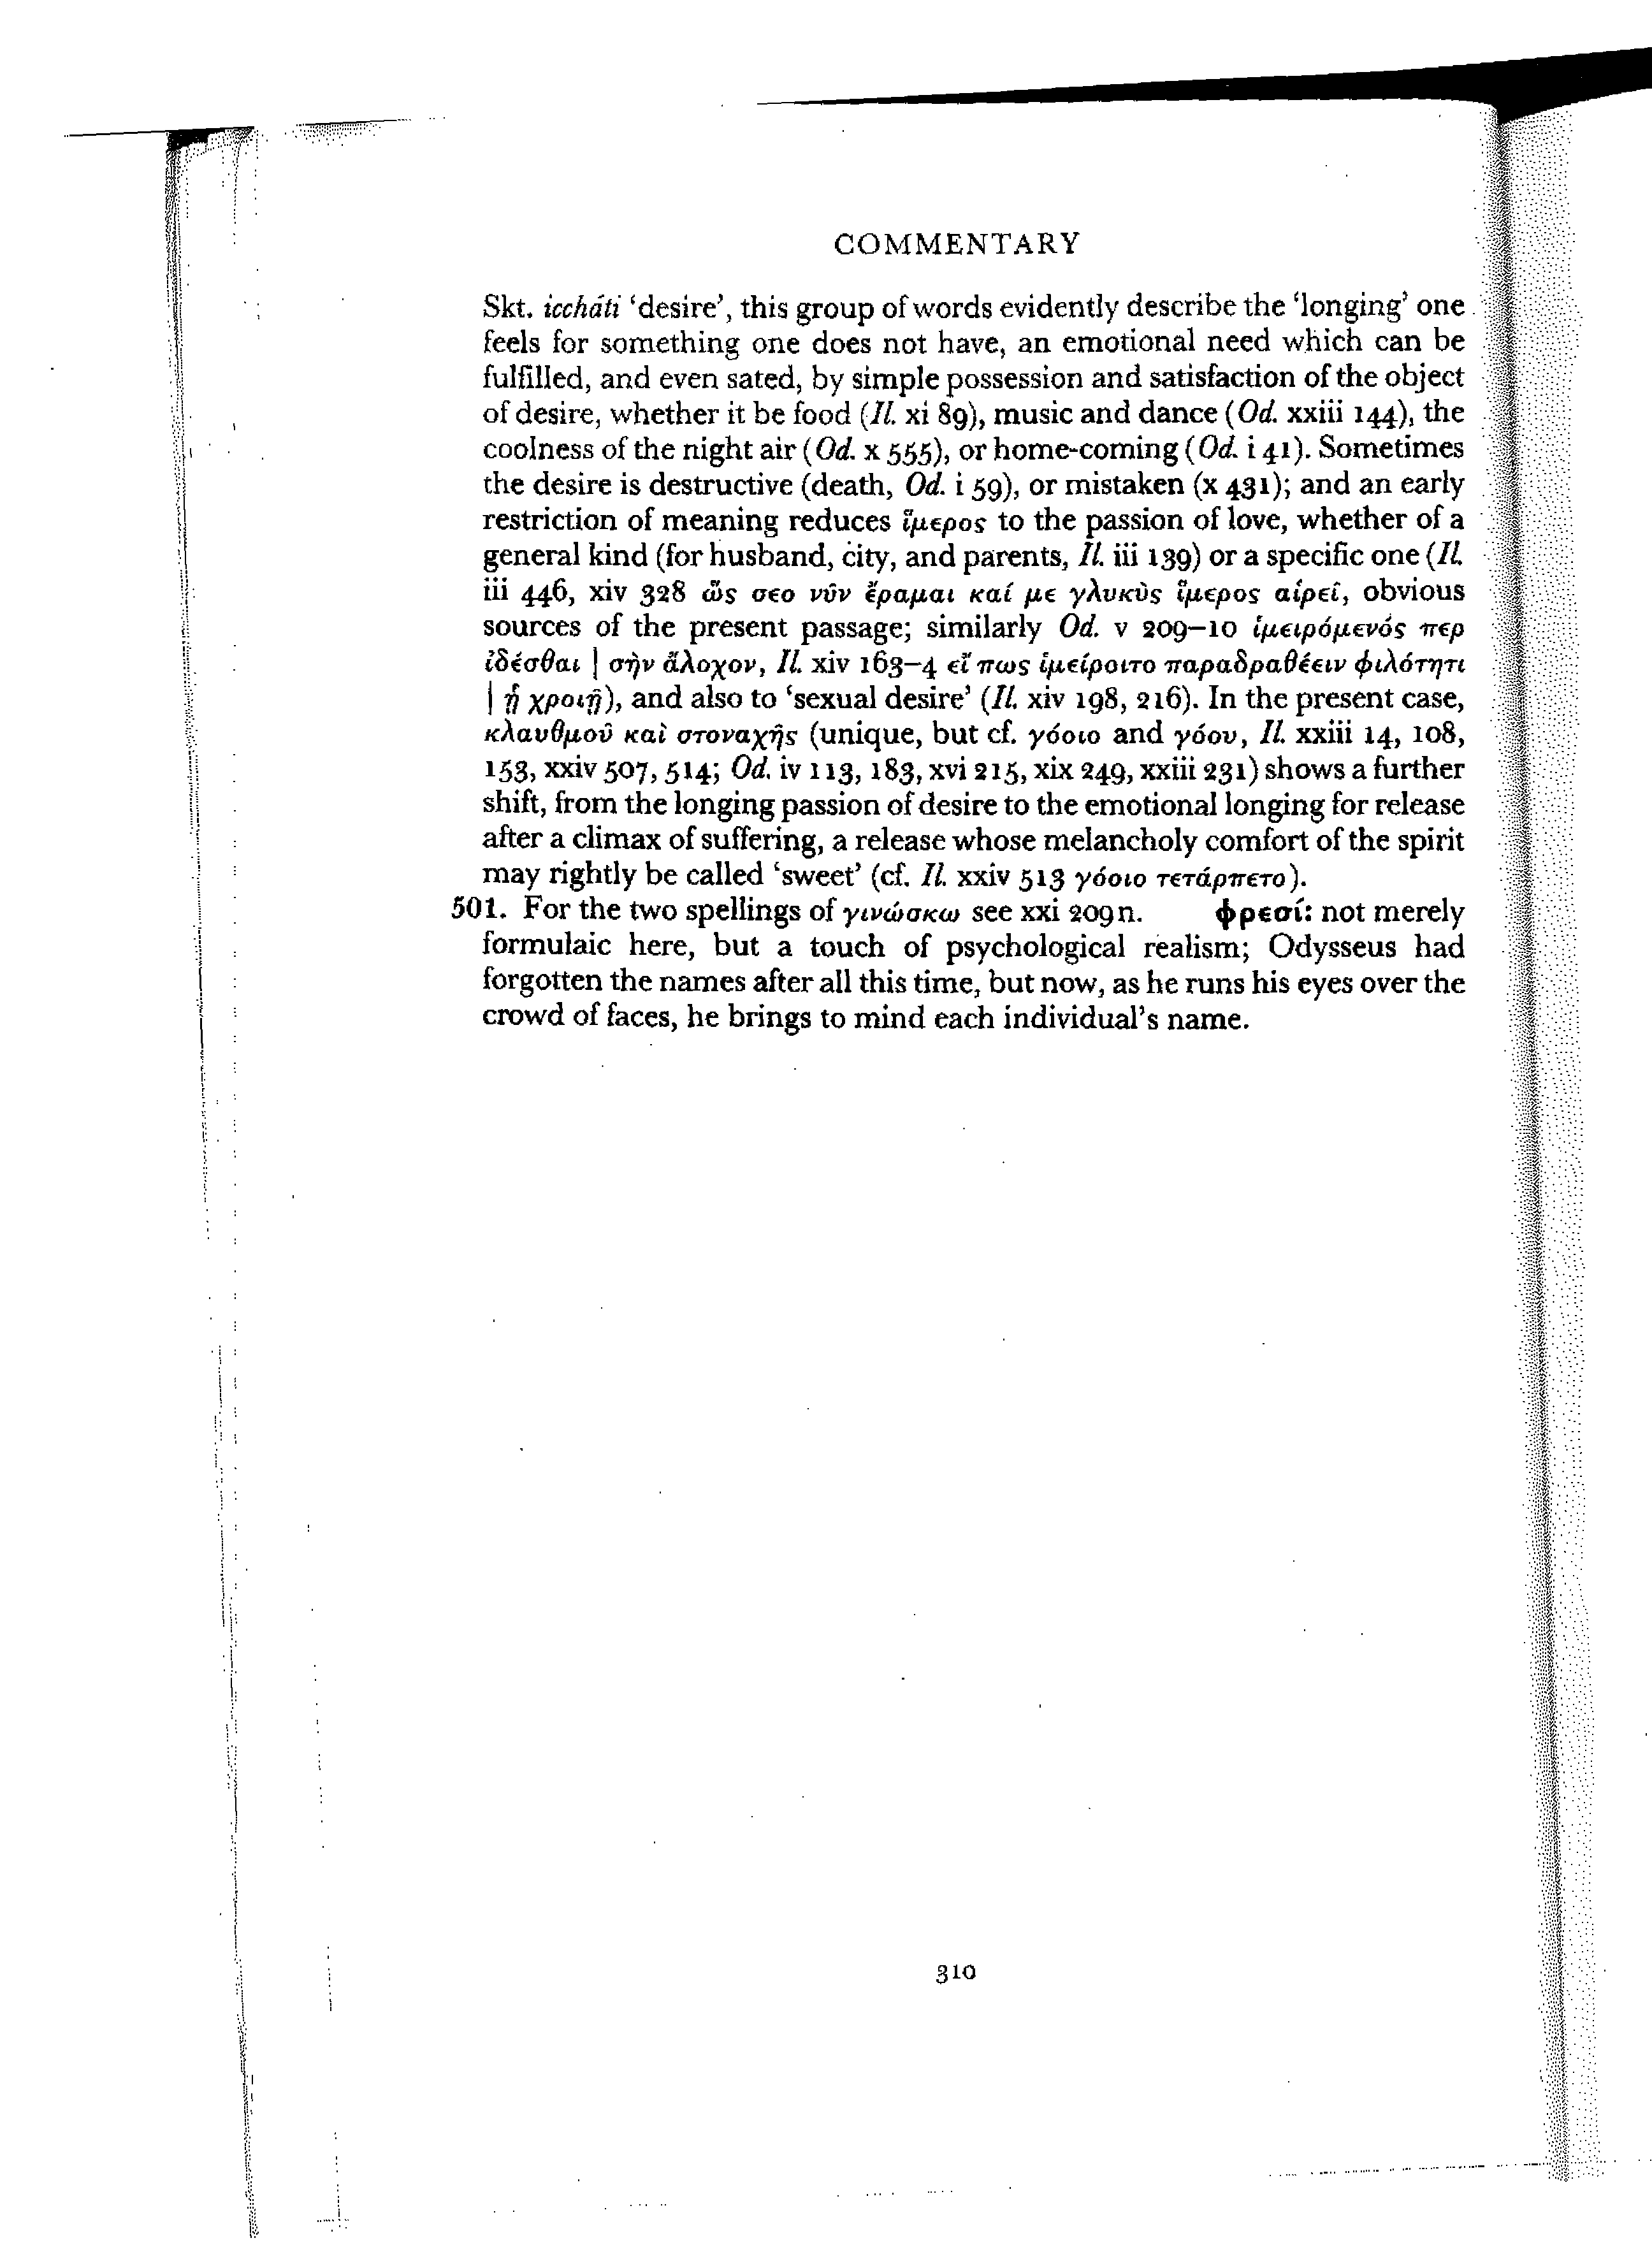 COMMENTARY
Skt. iccháti ‘desire’, this group of words evidently describe the ‘longing’ one
feels for something one does not have, an emotional need which can be
fulfilled, and even sated, by simple possession and satisfaction of the object
of desire, whether it be food (Il. xi 89), music and dance (Od. xxiii 144), the
coolness of the night air (Od. x 555), or home-coming (Od. i 41). Sometimes
the desire is destructive (death, Od. i 59), or mistaken (x 431); and an early
restriction of meaning reduces ἵμερος to the passion of love, whether of a
general kind (for husband, city, and parents, Il. iii 139) or a specific one (Il.
iii 446, xiv 328 ὥς σεο νῦν ἔραμαι καί με γλυκὺς ἵμερος αἱρεῖ, obvious
sources of the present passage; similarly Od. v 209–10 ἱμειρόμενός περ
ἰδέσθαι | σὴν ἄλοχον, Il. xiv 163–4 εἴ πως ἱμείροιτο παραδραθέειν φιλότητι
| ᾗ χροιῇ), and also to ‘sexual desire’ (Il. xiv 198, 216). In the present case,
κλαυθμοῦ καὶ στοναχῆς (unique, but cf. γόοιο and γόου, Il. xxiii 14, 108,
153, xxiv 507, 514; Od. iv 113, 183, xvi 215, xix 249, xxiii 231) shows a further
shift, from the longing passion of desire to the emotional longing for release
after a climax of suffering, a release whose melancholy comfort of the spirit
may rightly be called ‘sweet’ (cf. Il. xxiv 513 γόοιο τετάρπετο).
501. For the two spellings of γινώσκω see xxi 209n. φρεσί: not merely
formulaic here, but a touch of psychological realism; Odysseus had
forgotten the names after all this time, but now, as he runs his eyes over the
crowd of faces, he brings to mind each individual’s name.
310